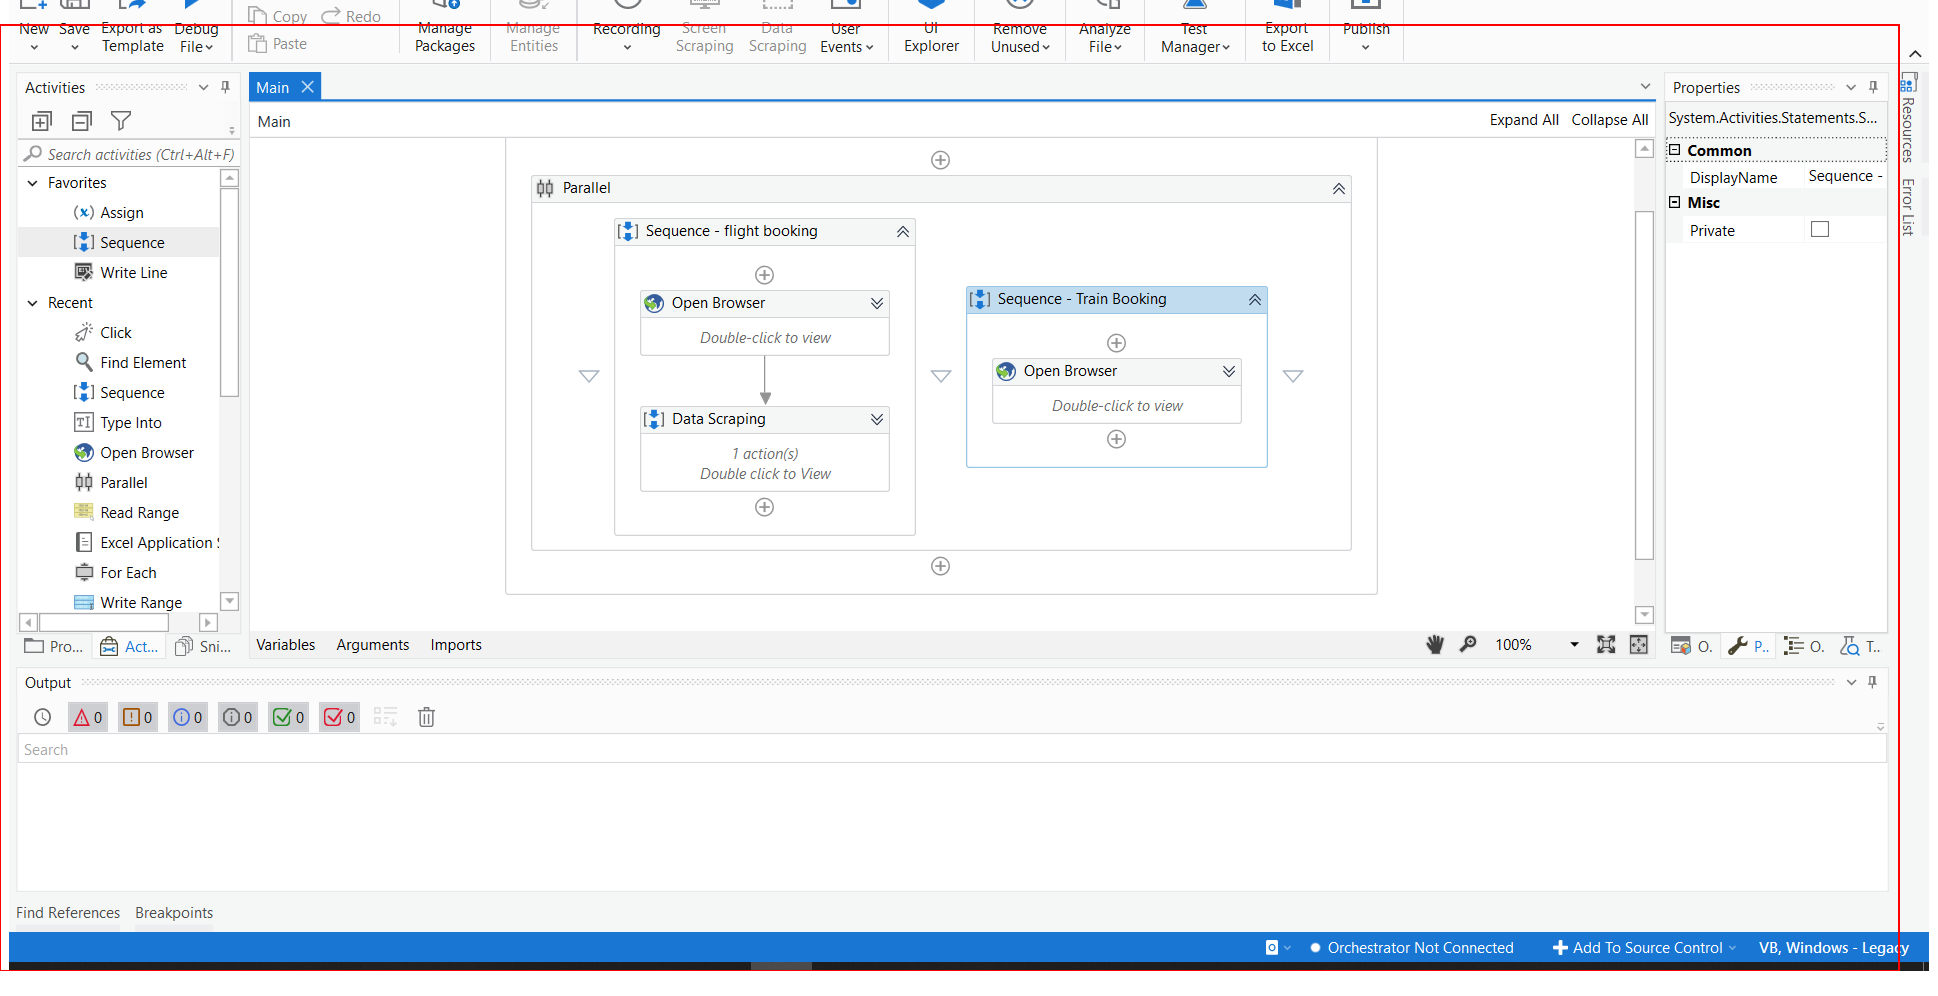 Copy Redo
New Save Export as Template Debug File Paste Manage Packages Manage Entities Recording Screen Scraping Data Scraping User Events UI Explorer Remove Unused Analyze File Test Manager Export to Excel Publish
Activities
Search activities (Ctrl+Alt+F)
Favorites
(x) Assign
Sequence
Write Line
Recent
Click
Find Element
Sequence
Type Into
Open Browser
Parallel
Read Range
Excel Application
For Each
Write Range
Pro... Act... Sni...
Main
Main Expand All Collapse All
Parallel
Sequence - flight booking
Open Browser
Double-click to view
Data Scraping
1 action(s)
Double click to View
Sequence - Train Booking
Open Browser
Double-click to view
Variables Arguments Imports 100%
Properties
System.Activities.Statements.S...
Common
DisplayName Sequence -
Misc
Private
O. P.. O. T..
Resources
Error List
Output
0 0 0 0 0 0
Search
Find References Breakpoints
Orchestrator Not Connected Add To Source Control VB, Windows - Legacy